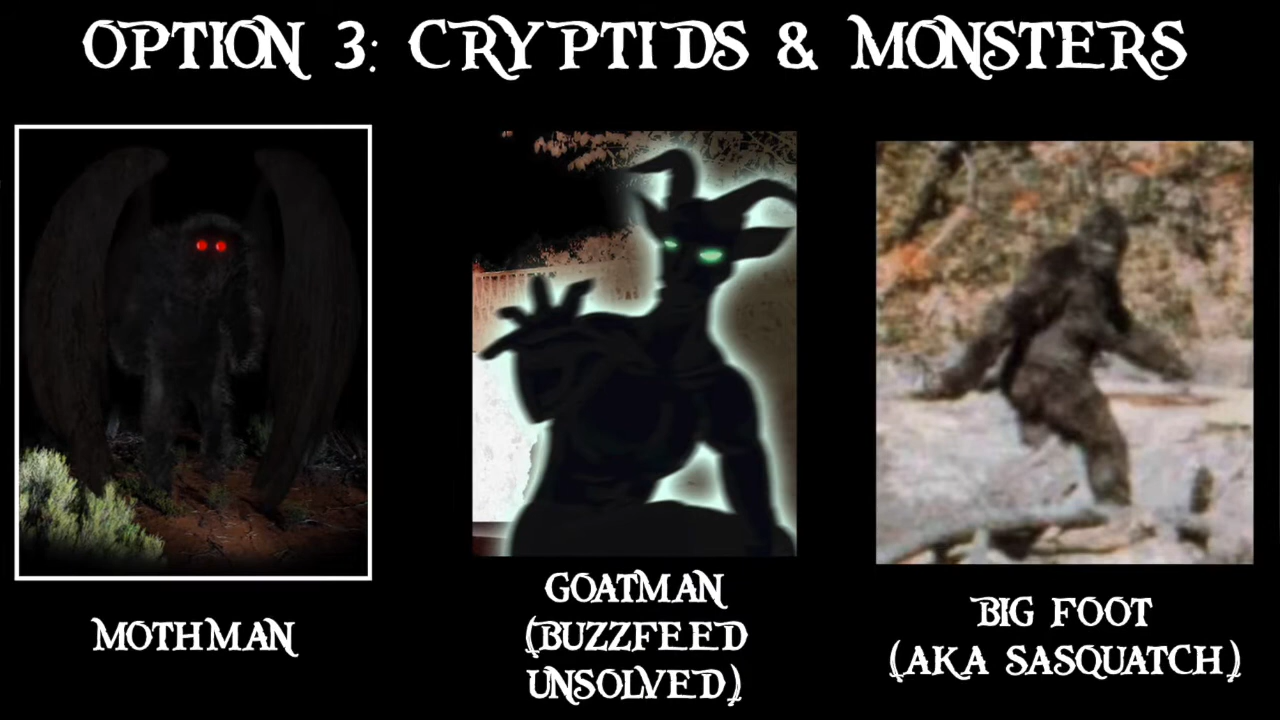 OPTION 3: CRYPTIDS & MONSTERS
MOTHMAN
GOATMAN
(BUZZFEED
UNSOLVED)
BIG FOOT
(AKA SASQUATCH)